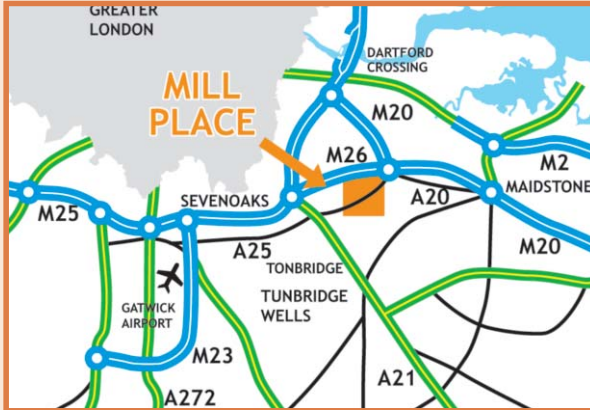 GREATER
LONDON
DARTFORD
CROSSING
MILL
PLACE
M20
M26
M2
SEVENOAKS
MAIDSTONE
M25
A20
A25
M20
TONBRIDGE
TUNBRIDGE
WELLS
GATWICK
AIRPORT
M23
A21
A272